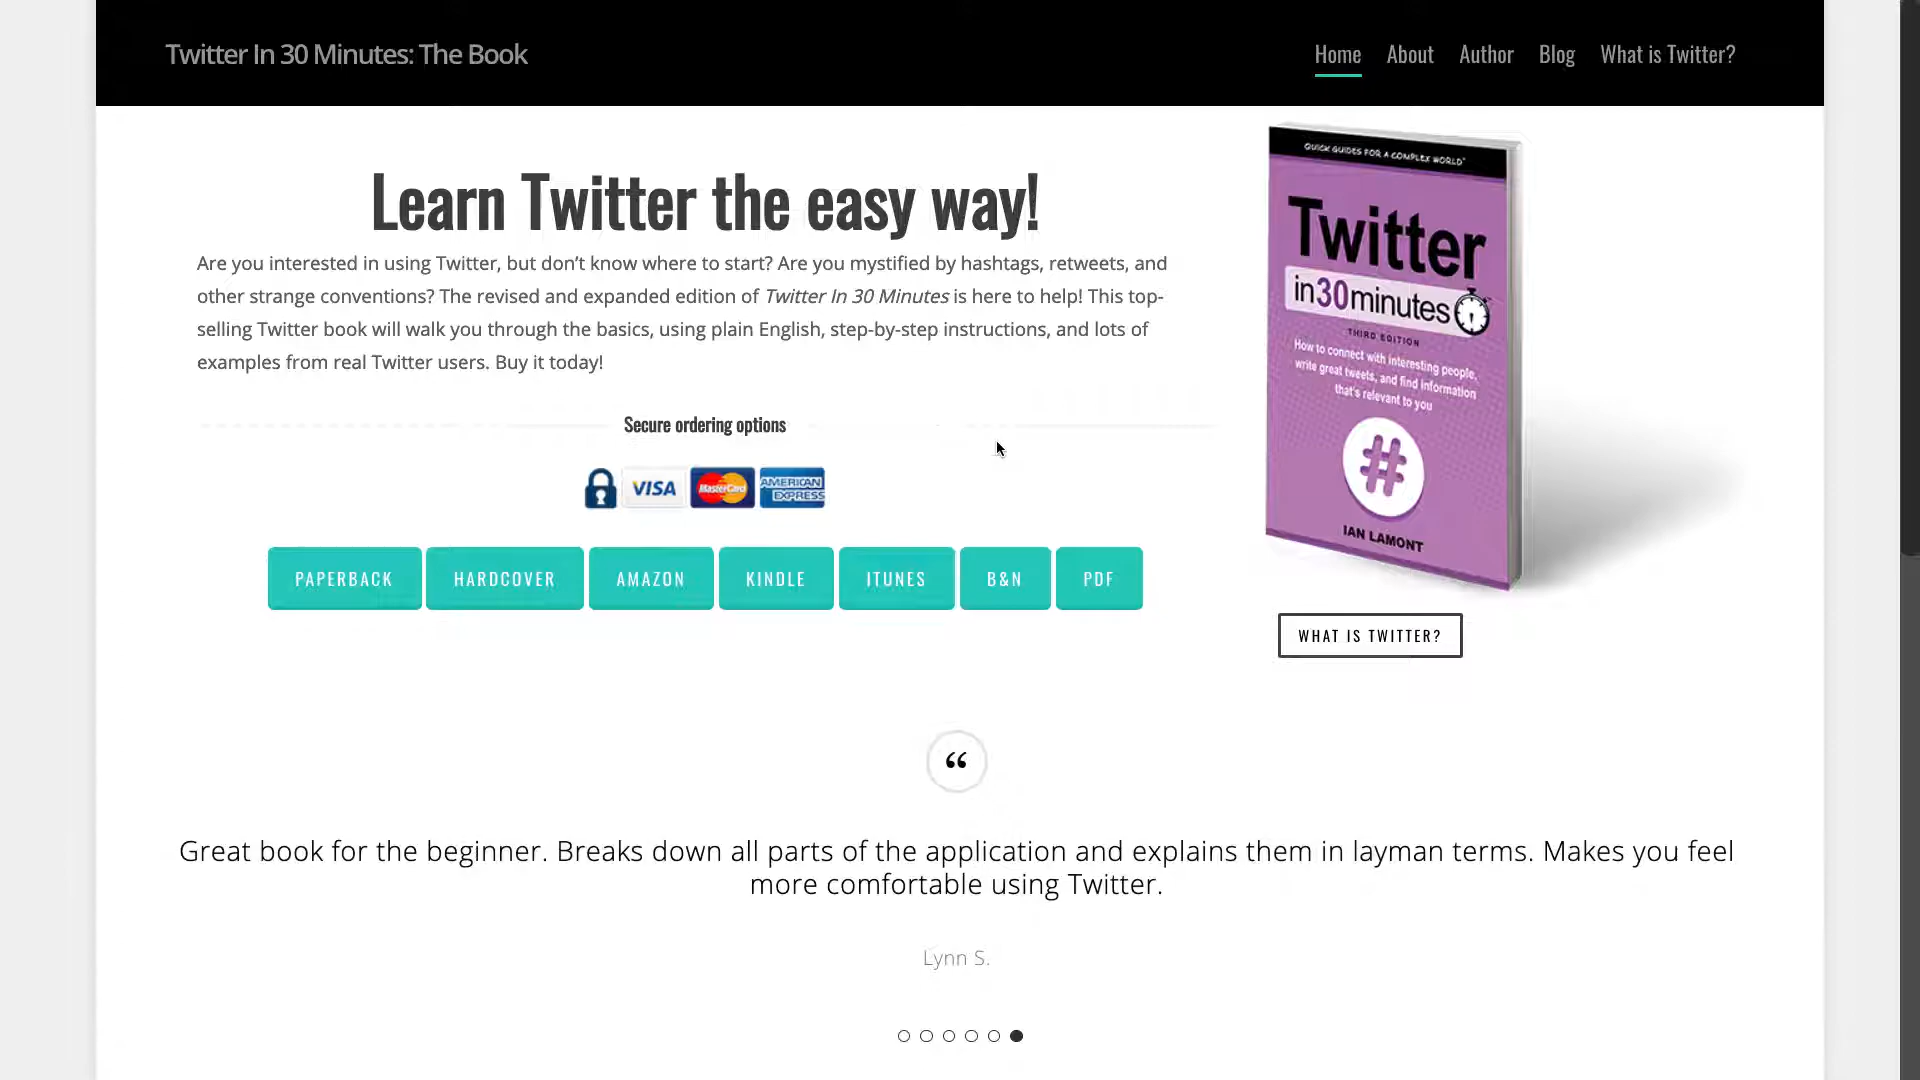 Twitter In 30 Minutes: The Book
Home About Author Blog What is Twitter?
Learn Twitter the easy way!
Are you interested in using Twitter, but don’t know where to start? Are you mystified by hashtags, retweets, and
other strange conventions? The revised and expanded edition of Twitter In 30 Minutes is here to help! This top-
selling Twitter book will walk you through the basics, using plain English, step-by-step instructions, and lots of
examples from real Twitter users. Buy it today!
Secure ordering options
VISA MasterCard AMERICAN EXPRESS
PAPERBACK HARDCOVER AMAZON KINDLE ITUNES B&N PDF
QUICK GUIDES FOR A COMPLEX WORLD™
Twitter
in30minutes
THIRD EDITION
How to connect with interesting people,
write great tweets, and find information
that's relevant to you
#
IAN LAMONT
WHAT IS TWITTER?
“
Great book for the beginner. Breaks down all parts of the application and explains them in layman terms. Makes you feel
more comfortable using Twitter.
Lynn S.